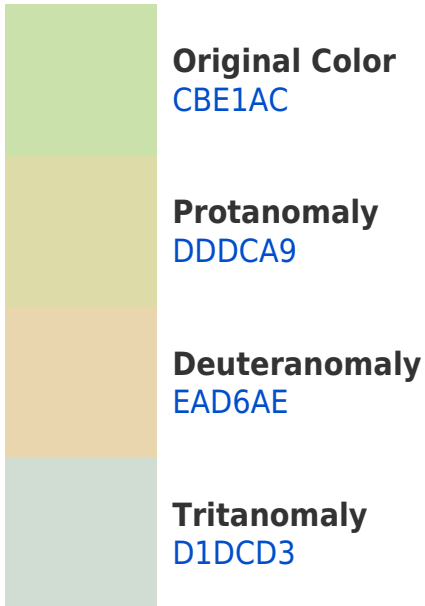 Original Color
CBE1AC
Protanomaly
DDDCA9
Deuteranomaly
EAD6AE
Tritanomaly
D1DCD3